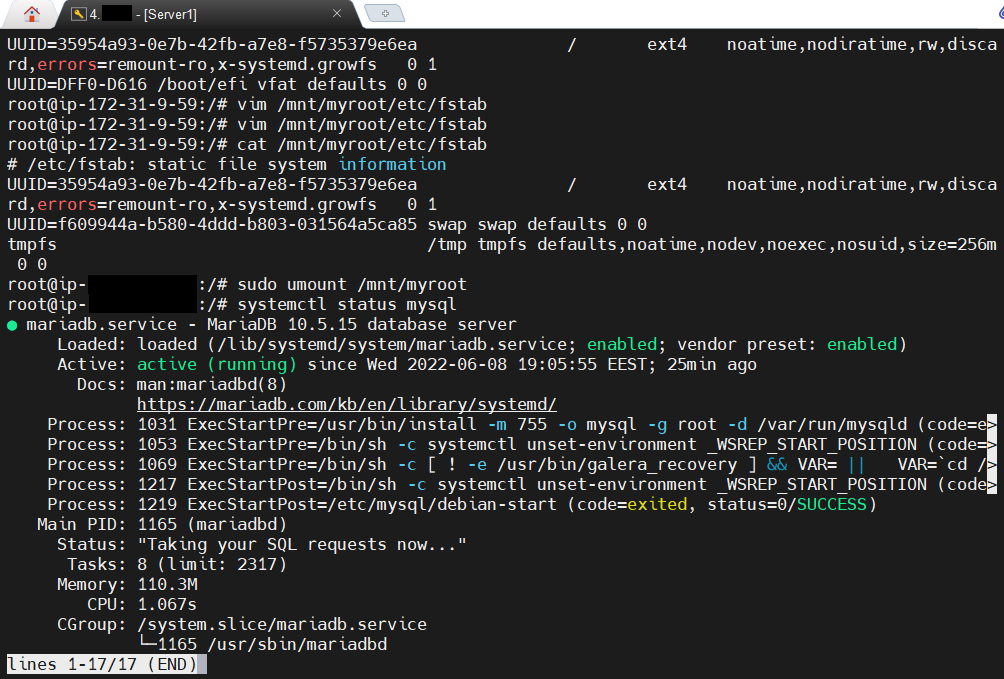 4. - [Server1]
UUID=35954a93-0e7b-42fb-a7e8-f5735379e6ea / ext4 noatime,nodiratime,rw,disca
rd,errors=remount-ro,x-systemd.growfs 0 1
UUID=DFF0-D616 /boot/efi vfat defaults 0 0
root@ip-172-31-9-59:/# vim /mnt/myroot/etc/fstab
root@ip-172-31-9-59:/# vim /mnt/myroot/etc/fstab
root@ip-172-31-9-59:/# cat /mnt/myroot/etc/fstab
# /etc/fstab: static file system information
UUID=35954a93-0e7b-42fb-a7e8-f5735379e6ea / ext4 noatime,nodiratime,rw,disca
rd,errors=remount-ro,x-systemd.growfs 0 1
UUID=f609944a-b580-4ddd-b803-031564a5ca85 swap swap defaults 0 0
tmpfs /tmp tmpfs defaults,noatime,nodev,noexec,nosuid,size=256m
0 0
root@ip- :/# sudo umount /mnt/myroot
root@ip- :/# systemctl status mysql
● mariadb.service - MariaDB 10.5.15 database server
Loaded: loaded (/lib/systemd/system/mariadb.service; enabled; vendor preset: enabled)
Active: active (running) since Wed 2022-06-08 19:05:55 EEST; 25min ago
Docs: man:mariadbd(8)
https://mariadb.com/kb/en/library/systemd/
Process: 1031 ExecStartPre=/usr/bin/install -m 755 -o mysql -g root -d /var/run/mysqld (code=e>
Process: 1053 ExecStartPre=/bin/sh -c systemctl unset-environment _WSREP_START_POSITION (code=>
Process: 1069 ExecStartPre=/bin/sh -c [ ! -e /usr/bin/galera_recovery ] && VAR= || VAR=`cd />
Process: 1217 ExecStartPost=/bin/sh -c systemctl unset-environment _WSREP_START_POSITION (code>
Process: 1219 ExecStartPost=/etc/mysql/debian-start (code=exited, status=0/SUCCESS)
Main PID: 1165 (mariadbd)
Status: "Taking your SQL requests now..."
Tasks: 8 (limit: 2317)
Memory: 110.3M
CPU: 1.067s
CGroup: /system.slice/mariadb.service
└─1165 /usr/sbin/mariadbd
lines 1-17/17 (END)